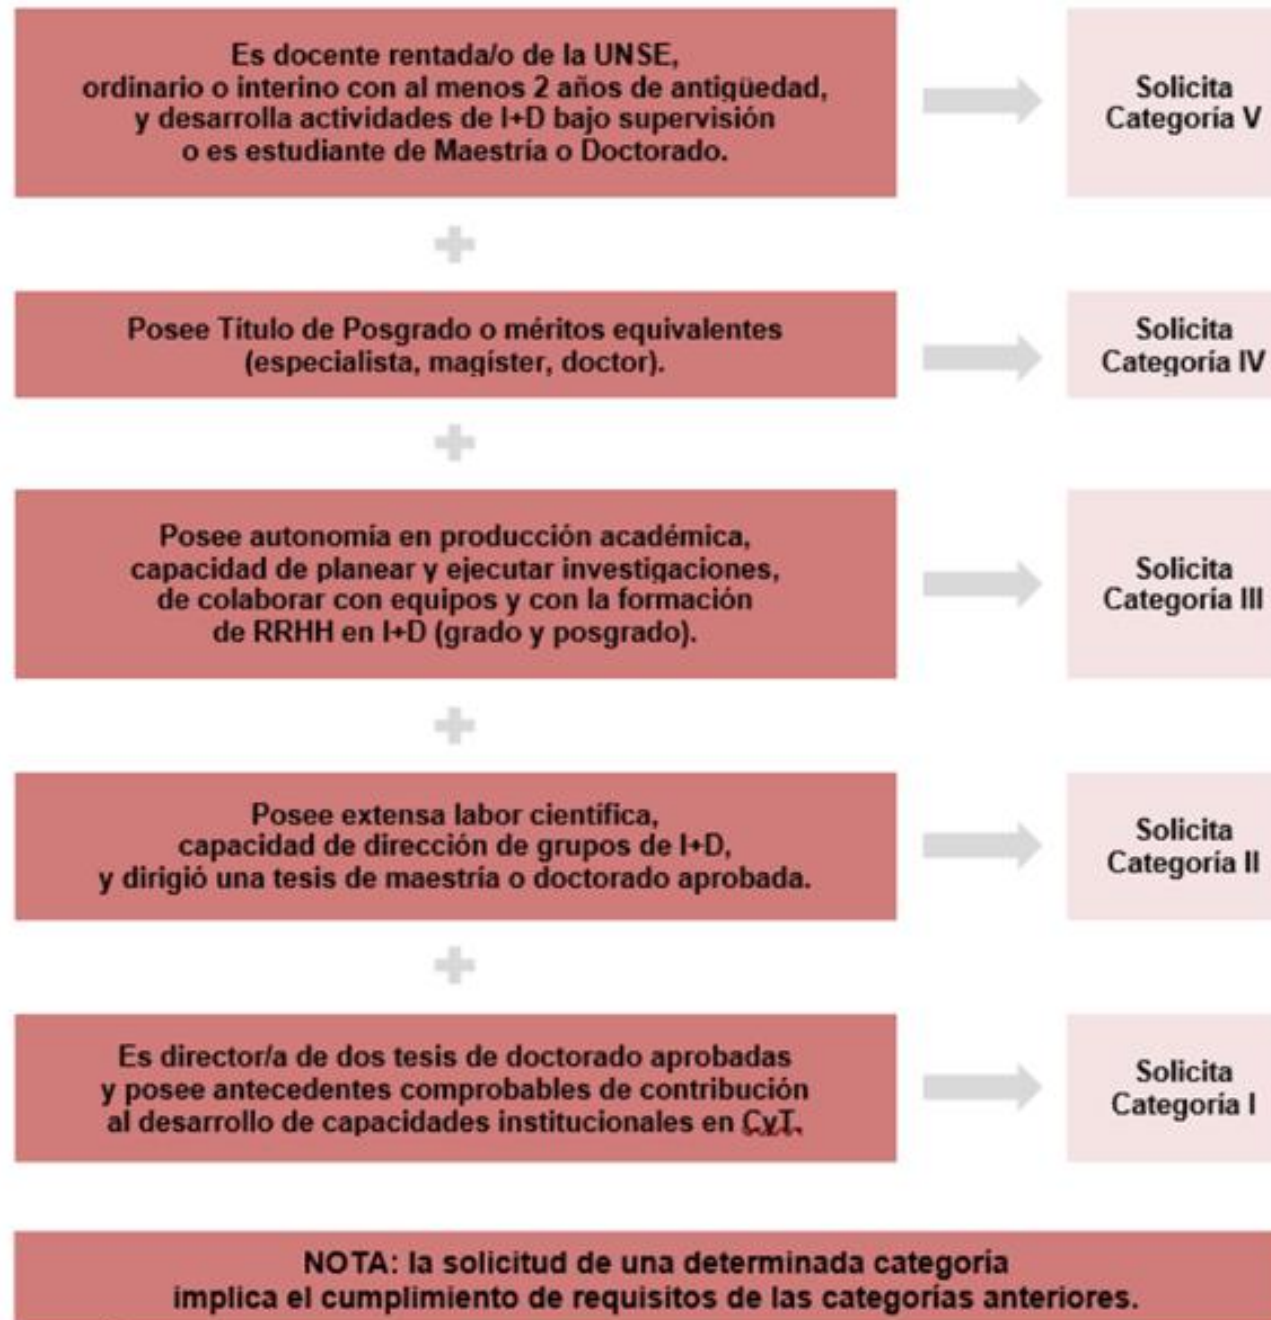 Es docente rentada/o de la UNSE,
ordinario o interino con al menos 2 años de antigüedad,
y desarrolla actividades de I+D bajo supervisión
o es estudiante de Maestría o Doctorado.
Solicita
Categoría V
+
Posee Título de Posgrado o méritos equivalentes
(especialista, magíster, doctor).
Solicita
Categoría IV
+
Posee autonomía en producción académica,
capacidad de planear y ejecutar investigaciones,
de colaborar con equipos y con la formación
de RRHH en I+D (grado y posgrado).
Solicita
Categoría III
+
Posee extensa labor científica,
capacidad de dirección de grupos de I+D,
y dirigió una tesis de maestría o doctorado aprobada.
Solicita
Categoría II
+
Es director/a de dos tesis de doctorado aprobadas
y posee antecedentes comprobables de contribución
al desarrollo de capacidades institucionales en CyT.
Solicita
Categoría I
NOTA: la solicitud de una determinada categoría
implica el cumplimiento de requisitos de las categorías anteriores.